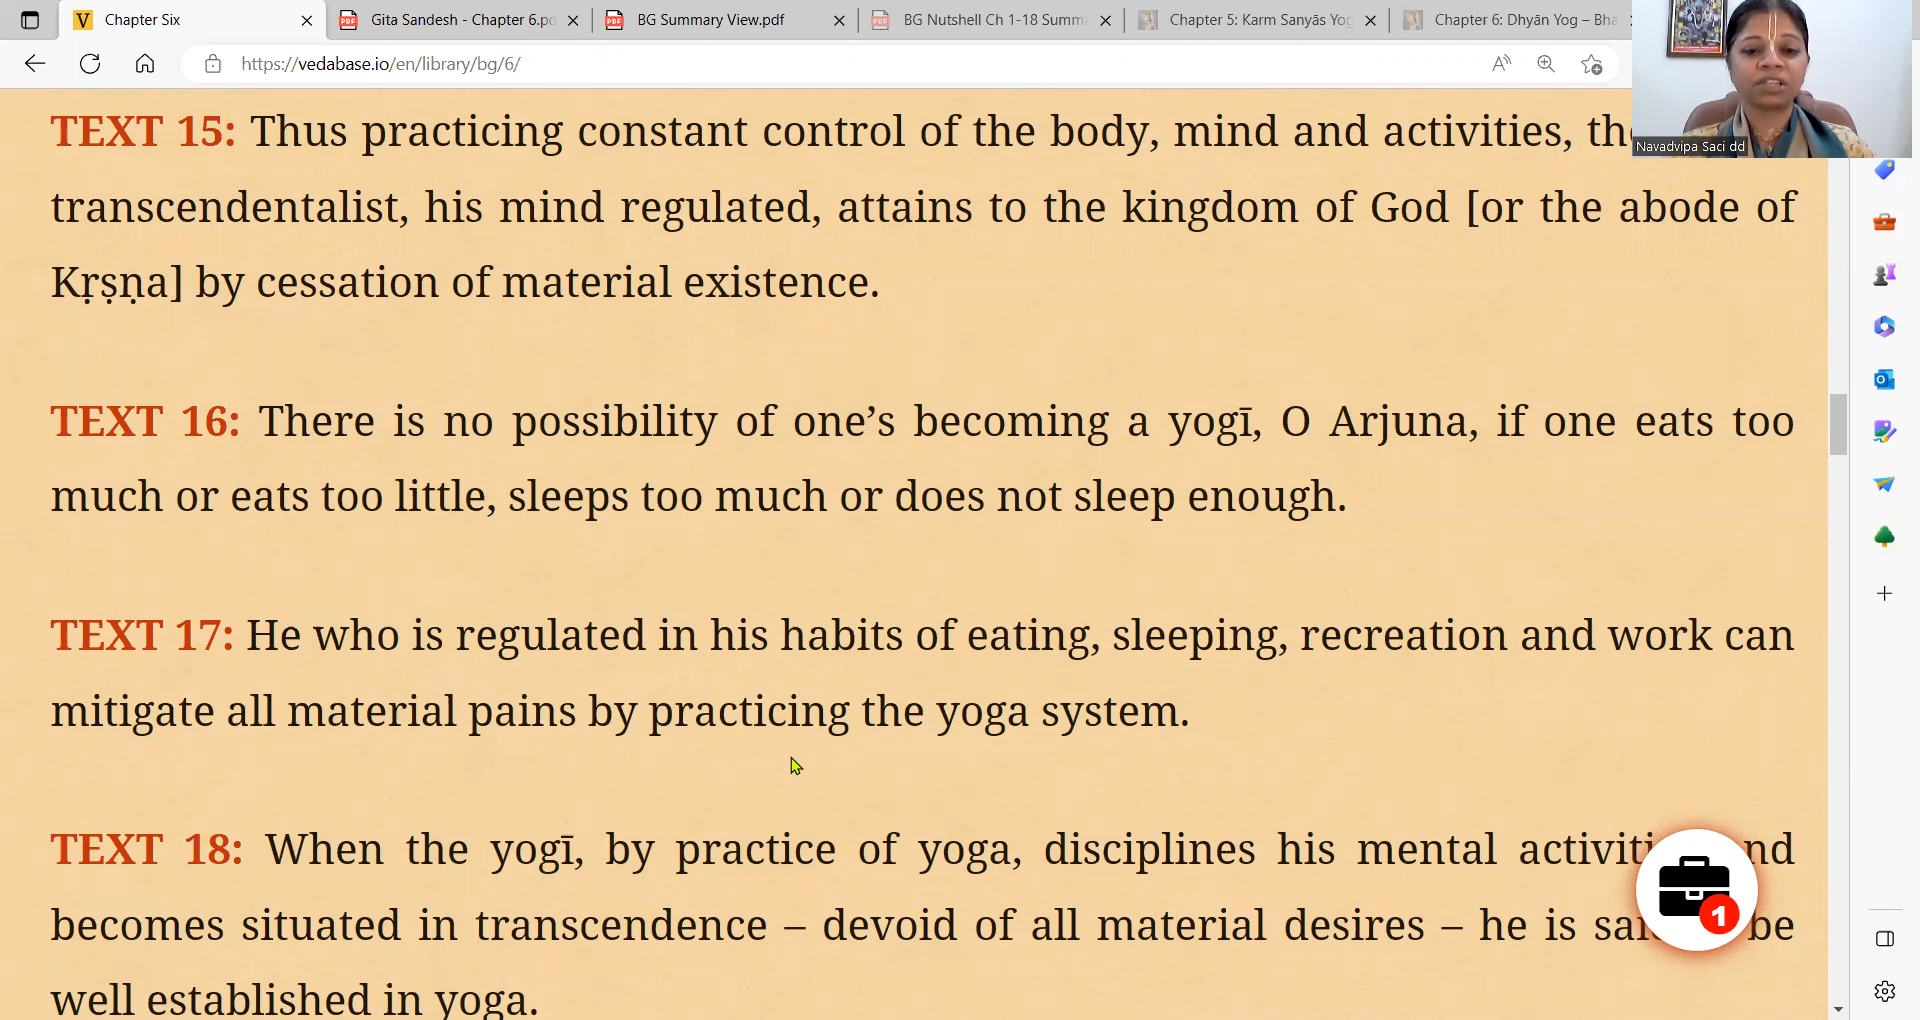 Chapter Six
Gita Sandesh - Chapter 6.pd
BG Summary View.pdf
BG Nutshell Ch 1-18 Summ
Chapter 5: Karm Sanyās Yog
Chapter 6: Dhyān Yog – Bha
https://vedabase.io/en/library/bg/6/
Navadvipa Saci dd
TEXT 15: Thus practicing constant control of the body, mind and activities, the
transcendentalist, his mind regulated, attains to the kingdom of God [or the abode of
Kṛṣṇa] by cessation of material existence.
TEXT 16: There is no possibility of one’s becoming a yogī, O Arjuna, if one eats too
much or eats too little, sleeps too much or does not sleep enough.
TEXT 17: He who is regulated in his habits of eating, sleeping, recreation and work can
mitigate all material pains by practicing the yoga system.
TEXT 18: When the yogī, by practice of yoga, disciplines his mental activiti nd
becomes situated in transcendence – devoid of all material desires – he is sai be
well established in yoga.
1